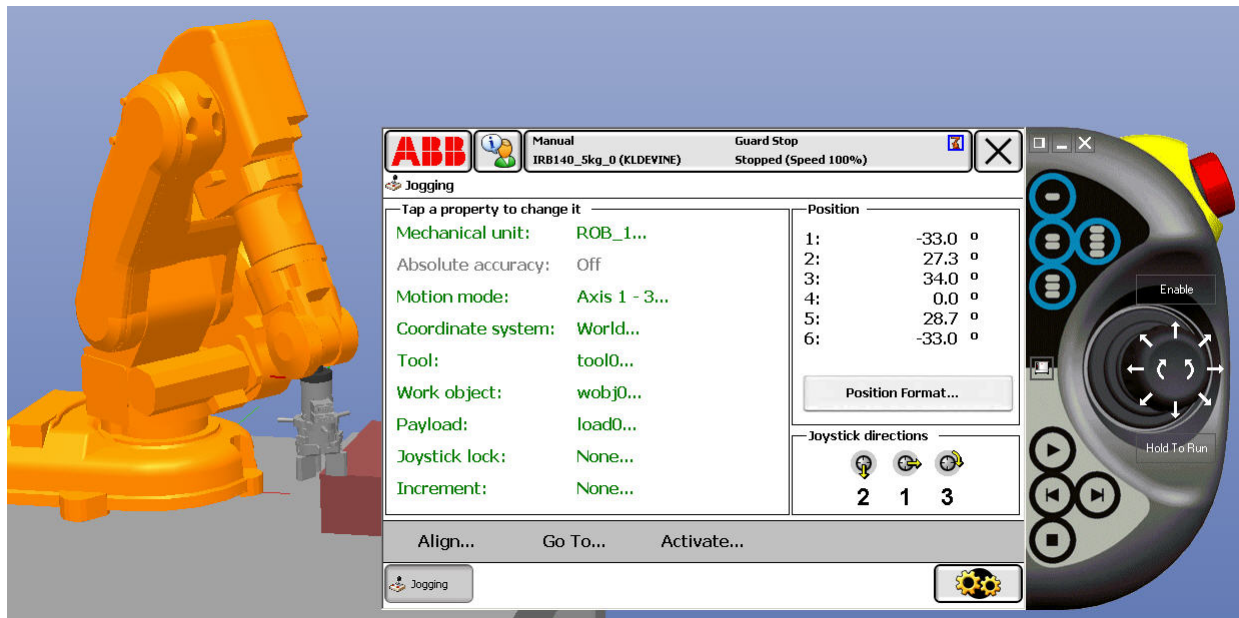 ABB
Manual Guard Stop
IRB140_5kg_0 (KLDEVINE) Stopped (Speed 100%)
Jogging
Tap a property to change it
Mechanical unit: ROB_1...
Absolute accuracy: Off
Motion mode: Axis 1 - 3...
Coordinate system: World...
Tool: tool0...
Work object: wobj0...
Payload: load0...
Joystick lock: None...
Increment: None...
Position
1: -33.0 º
2: 27.3 º
3: 34.0 º
4: 0.0 º
5: 28.7 º
6: -33.0 º
Position Format...
Joystick directions
2 1 3
Align... Go To... Activate...
Jogging
Enable
Hold To Run